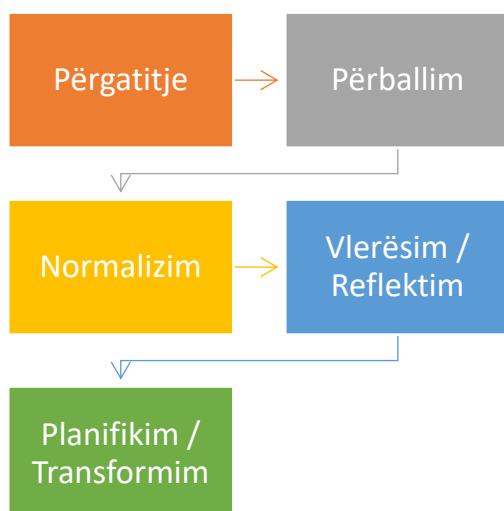 Përgatitje
Përballim
Normalizim
Vlerësim /
Reflektim
Planifikim /
Transformim